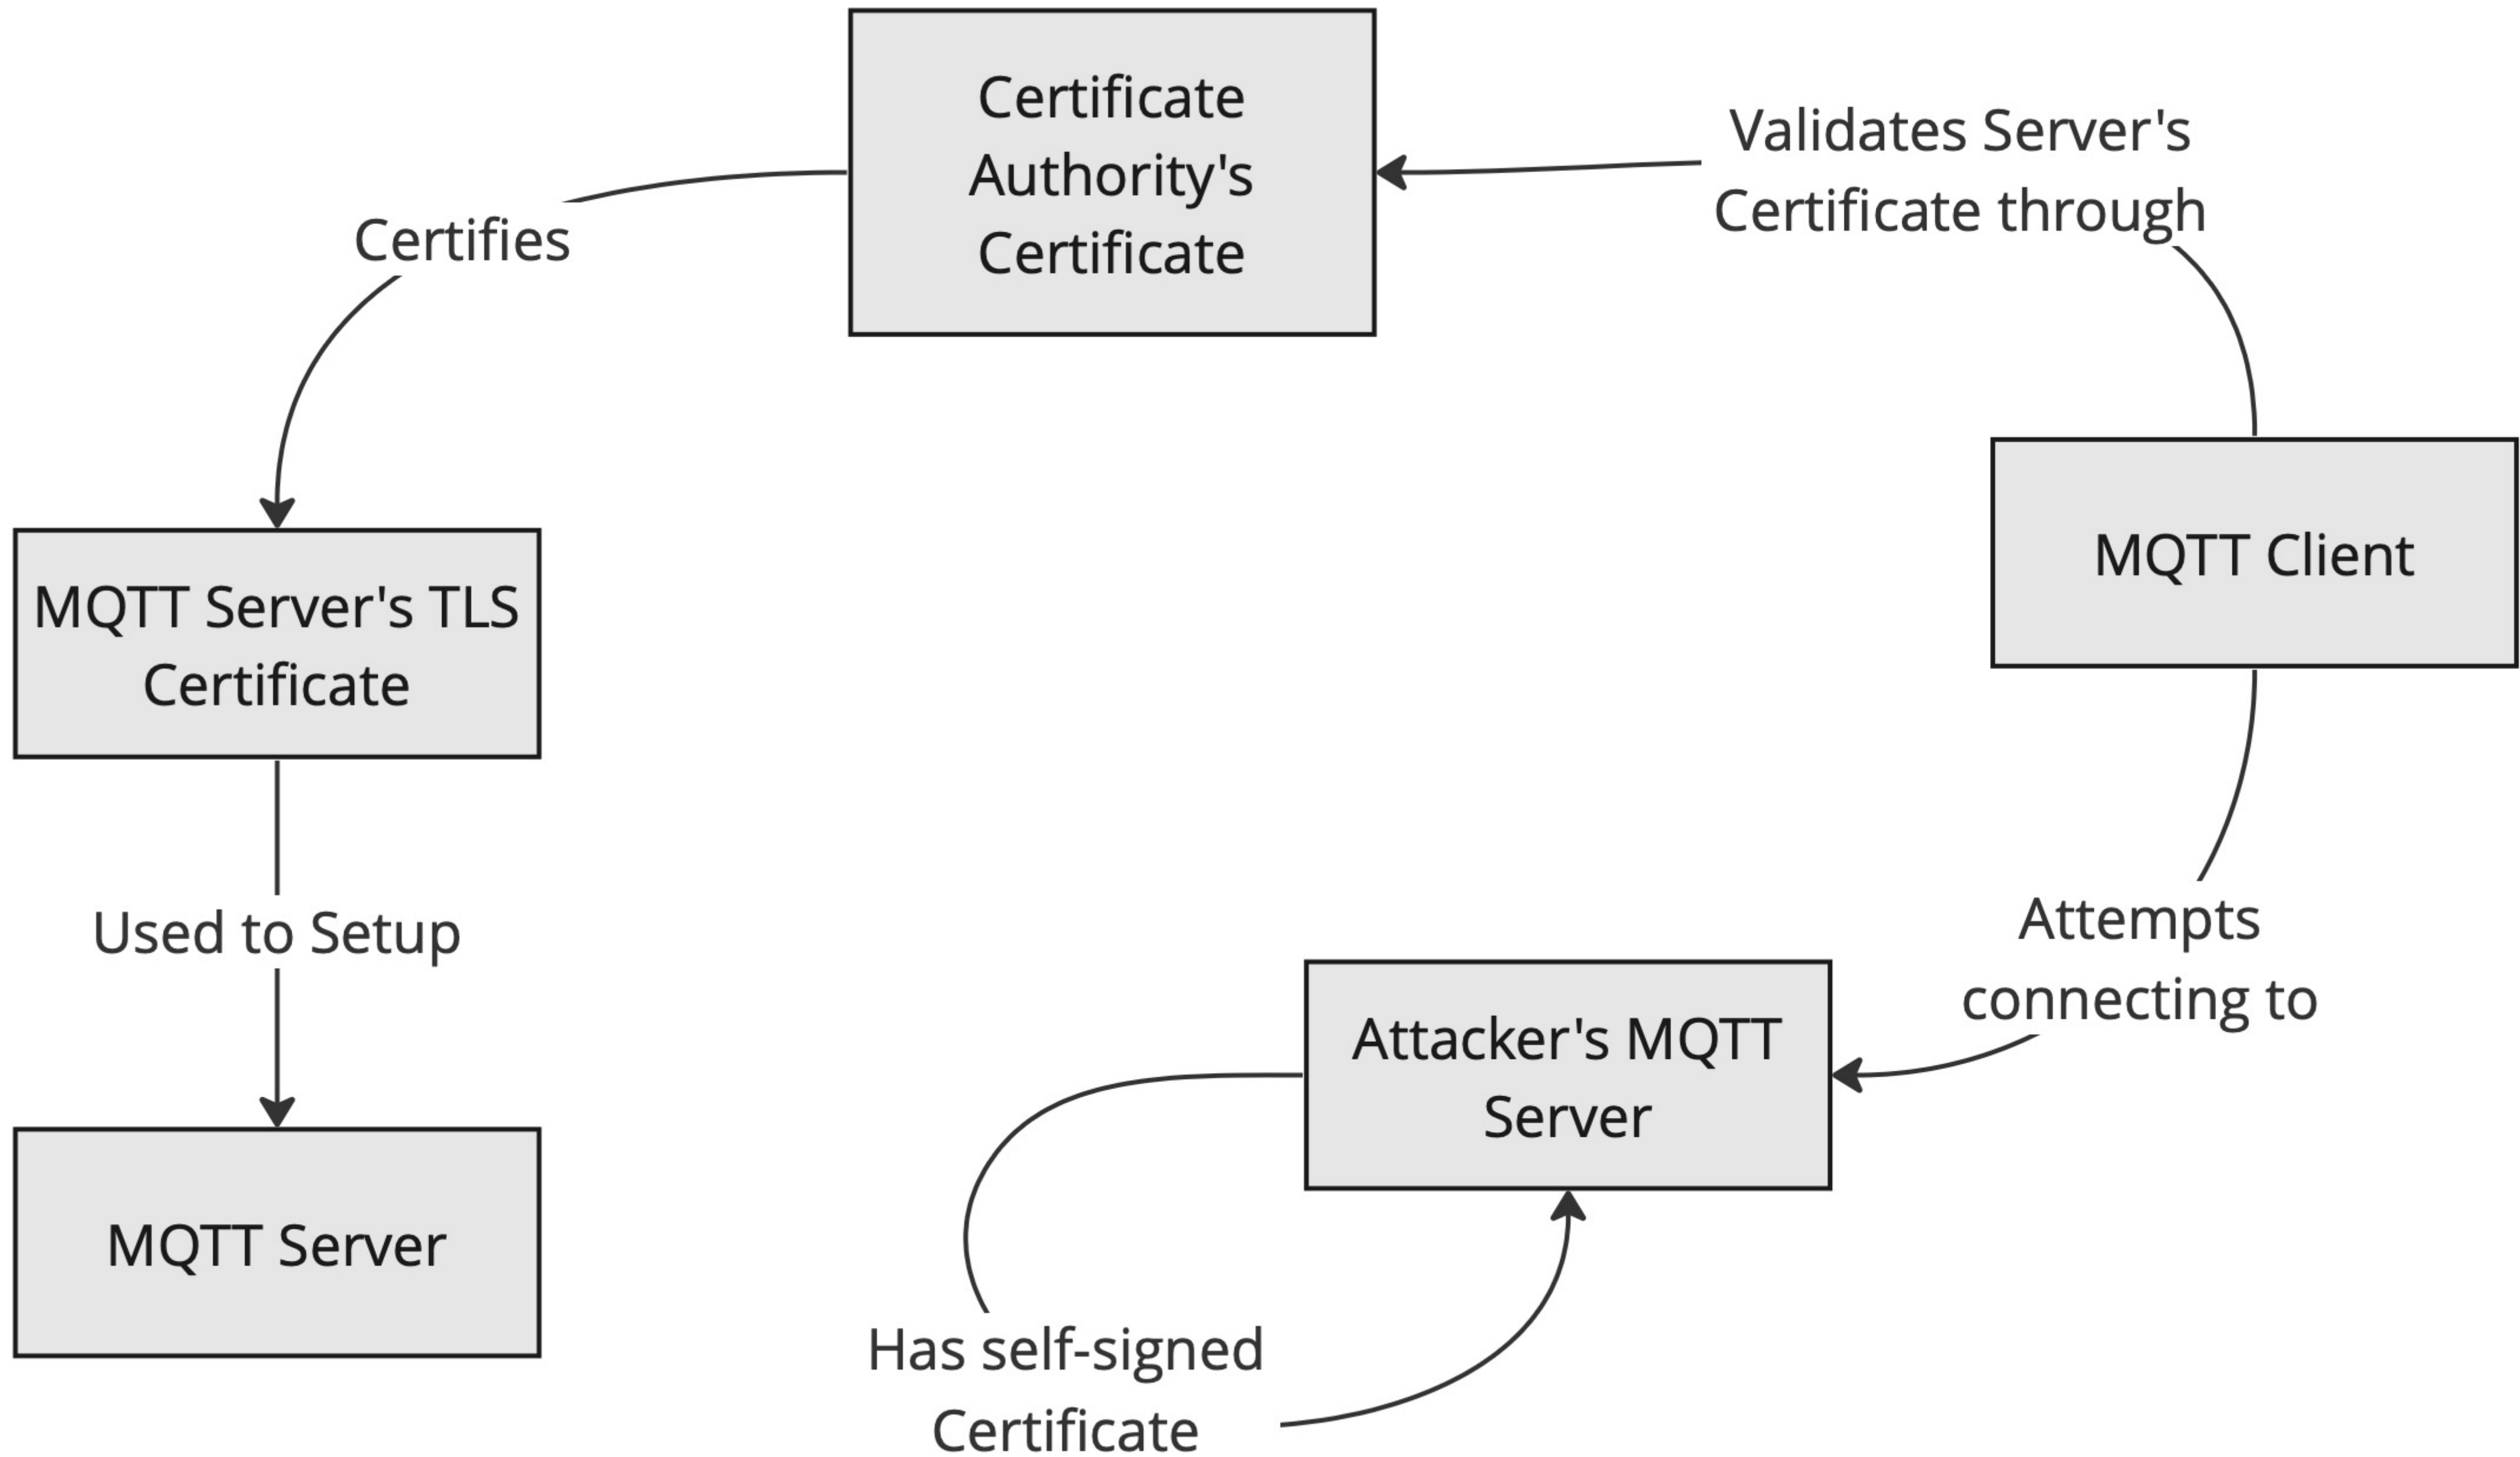 Certificate
Authority's
Certificate
Validates Server's
Certificate through
Certifies
MQTT Client
MQTT Server's TLS
Certificate
Used to Setup
Attempts
connecting to
Attacker's MQTT
Server
MQTT Server
Has self-signed
Certificate